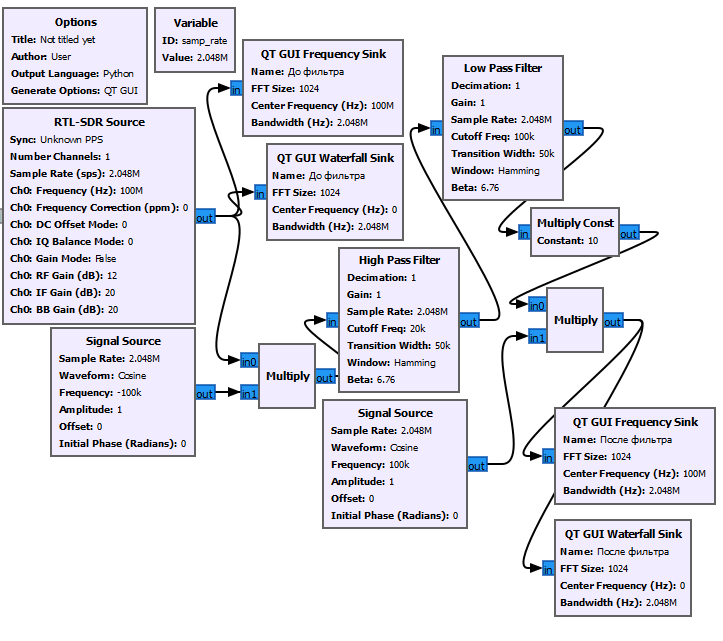 Options
Title: Not titled yet
Author: User
Output Language: Python
Generate Options: QT GUI
Variable
ID: samp_rate
Value: 2.048M
QT GUI Frequency Sink
Name: До фильтра
FFT Size: 1024
Center Frequency (Hz): 100M
Bandwidth (Hz): 2.048M
in
Low Pass Filter
Decimation: 1
Gain: 1
Sample Rate: 2.048M
Cutoff Freq: 100k
Transition Width: 50k
Window: Hamming
Beta: 6.76
in
out
RTL-SDR Source
Sync: Unknown PPS
Number Channels: 1
Sample Rate (sps): 2.048M
Ch0: Frequency (Hz): 100M
Ch0: Frequency Correction (ppm): 0
Ch0: DC Offset Mode: 0
Ch0: IQ Balance Mode: 0
Ch0: Gain Mode: False
Ch0: RF Gain (dB): 12
Ch0: IF Gain (dB): 20
Ch0: BB Gain (dB): 20
out
QT GUI Waterfall Sink
Name: До фильтра
FFT Size: 1024
Center Frequency (Hz): 0
Bandwidth (Hz): 2.048M
in
Multiply Const
Constant: 10
in
out
High Pass Filter
Decimation: 1
Gain: 1
Sample Rate: 2.048M
Cutoff Freq: 20k
Transition Width: 50k
Window: Hamming
Beta: 6.76
in
out
in0
in1
Multiply
out
Signal Source
Sample Rate: 2.048M
Waveform: Cosine
Frequency: -100k
Amplitude: 1
Offset: 0
Initial Phase (Radians): 0
out
in0
in1
Multiply
out
Signal Source
Sample Rate: 2.048M
Waveform: Cosine
Frequency: 100k
Amplitude: 1
Offset: 0
Initial Phase (Radians): 0
out
QT GUI Frequency Sink
Name: После фильтра
FFT Size: 1024
Center Frequency (Hz): 100M
Bandwidth (Hz): 2.048M
in
QT GUI Waterfall Sink
Name: После фильтра
FFT Size: 1024
Center Frequency (Hz): 0
Bandwidth (Hz): 2.048M
in